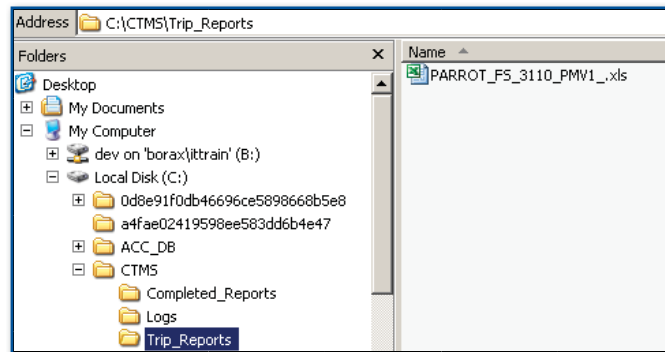 Address C:\CTMS\Trip_Reports
Folders
Name
Desktop
My Documents
My Computer
dev on 'borax\ittrain' (B:)
Local Disk (C:)
0d8e91f0db46696ce5898668b5e8
a4fae02419598ee583dd6b4e47
ACC_DB
CTMS
Completed_Reports
Logs
Trip_Reports
PARROT_FS_3110_PMV1_.xls